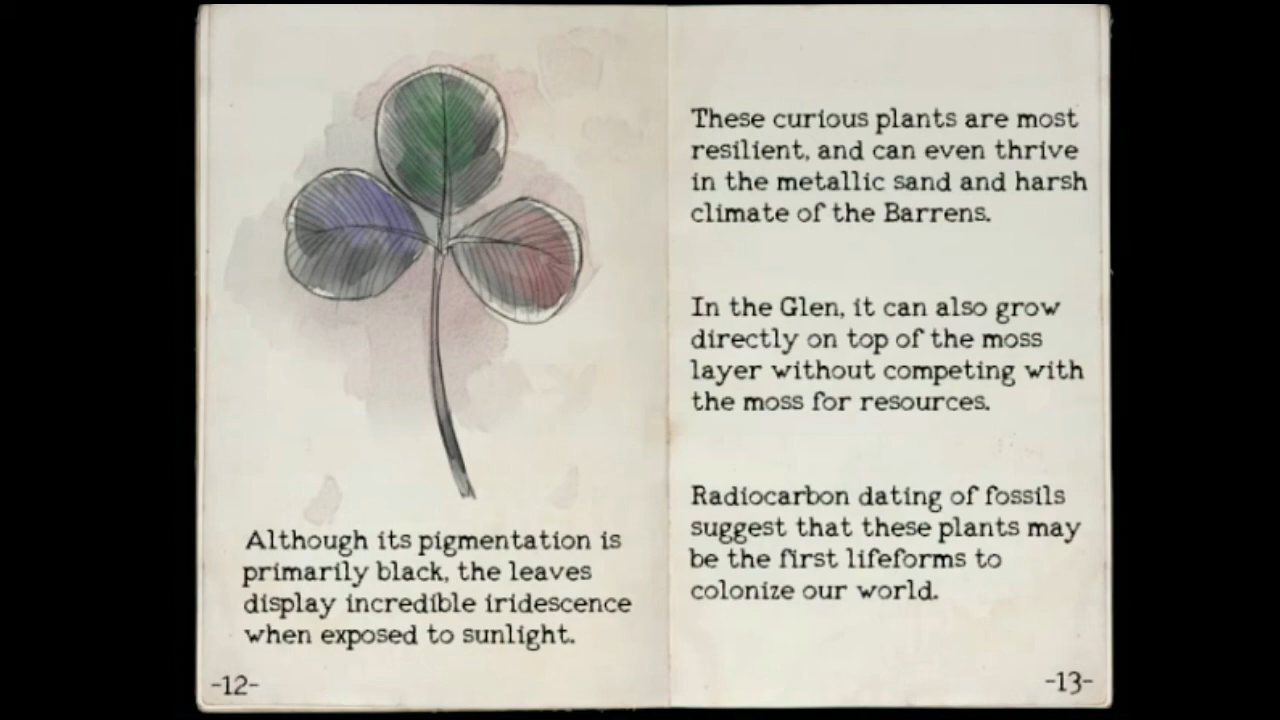 Although its pigmentation is
primarily black, the leaves
display incredible iridescence
when exposed to sunlight.
-12-
These curious plants are most
resilient, and can even thrive
in the metallic sand and harsh
climate of the Barrens.
In the Glen, it can also grow
directly on top of the moss
layer without competing with
the moss for resources.
Radiocarbon dating of fossils
suggest that these plants may
be the first lifeforms to
colonize our world.
-13-